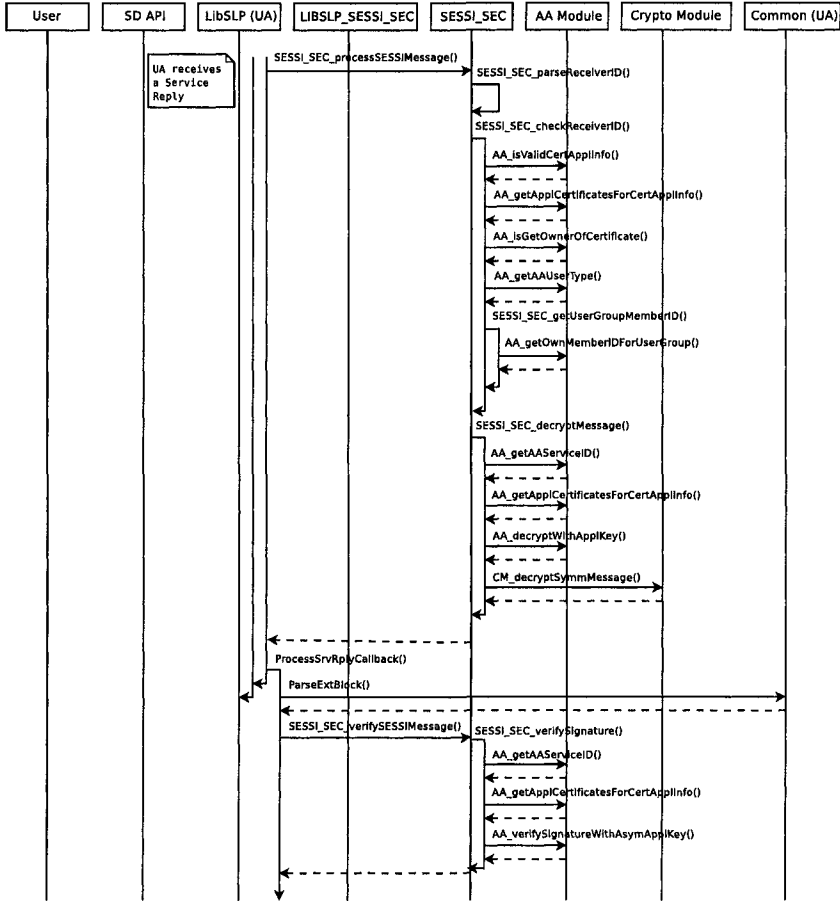 User SD API LibSLP (UA) LIBSLP_SESSI_SEC SESSI_SEC AA Module Crypto Module Common (UA)
UA receives
a Service
Reply
SESSI_SEC_processSESSIMessage()
SESSI_SEC_parseReceiverID()
SESSI_SEC_checkReceiverID()
AA_isValidCertApplInfo()
AA_getApplCertificatesForCertApplInfo()
AA_isGetOwnerOfCertificate()
AA_getAAUserType()
SESSI_SEC_getUserGroupMemberID()
AA_getOwnMemberIDForUserGroup()
SESSI_SEC_decryptMessage()
AA_getAAServiceID()
AA_getApplCertificatesForCertApplInfo()
AA_decryptWithApplKey()
CM_decryptSymmMessage()
ProcessSrvRplyCallback()
ParseExtBlock()
SESSI_SEC_verifySESSIMessage()
SESSI_SEC_verifySignature()
AA_getAAServiceID()
AA_getApplCertificatesForCertApplInfo()
AA_verifySignatureWithAsymApplKey()